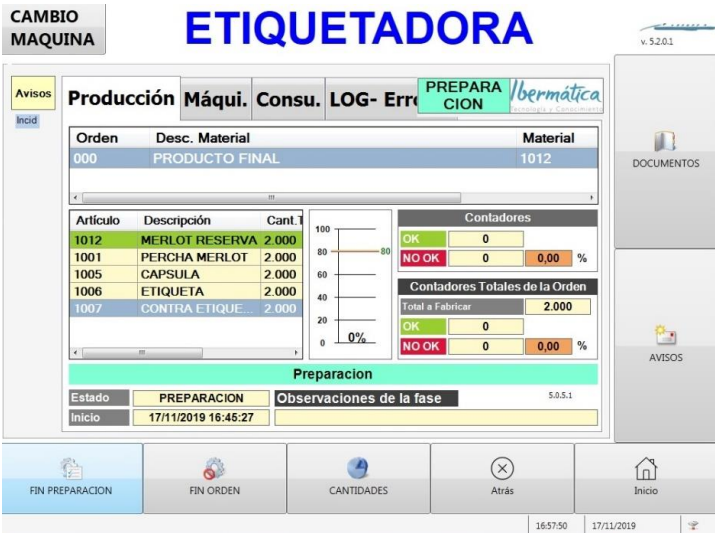 CAMBIO
MAQUINA
ETIQUETADORA
v. 5.2.0.1
Avisos
Incid
Producción Máqui. Consu. LOG- Erro
PREPARA
CION
Ibermática
Tecnología y Conocimiento
Orden Desc. Material Material
000 PRODUCTO FINAL 1012
DOCUMENTOS
Artículo Descripción Cant.T
1012 MERLOT RESERVA 2.000
1001 PERCHA MERLOT 2.000
1005 CAPSULA 2.000
1006 ETIQUETA 2.000
1007 CONTRA ETIQUE... 2.000
100
80 80
60
40
20
0 0%
Contadores
OK 0
NO OK 0 0,00 %
Contadores Totales de la Orden
Total a Fabricar 2.000
OK 0
NO OK 0 0,00 %
AVISOS
Preparacion
Estado PREPARACION Observaciones de la fase 5.0.5.1
Inicio 17/11/2019 16:45:27
FIN PREPARACION FIN ORDEN CANTIDADES Atrás Inicio
16:57:50 17/11/2019